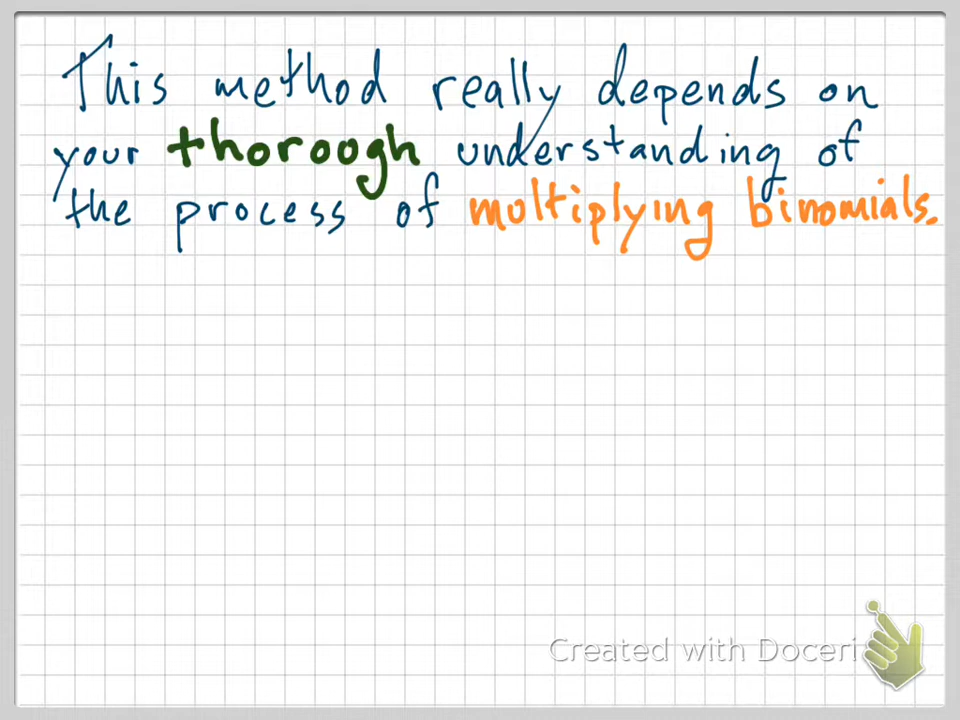 This method really depends on
your thorough understanding of
the process of multiplying binomials.
Created with Doceri